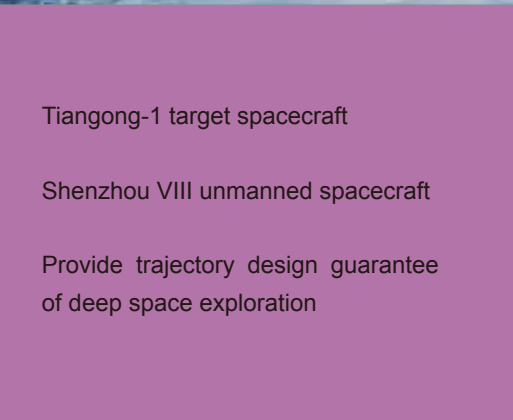 Tiangong-1 target spacecraft
Shenzhou VIII unmanned spacecraft
Provide trajectory design guarantee
of deep space exploration